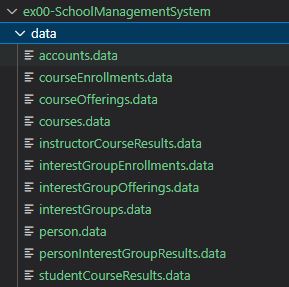 ex00-SchoolManagementSystem
data
accounts.data
courseEnrollments.data
courseOfferings.data
courses.data
instructorCourseResults.data
interestGroupEnrollments.data
interestGroupOfferings.data
interestGroups.data
person.data
personInterestGroupResults.data
studentCourseResults.data